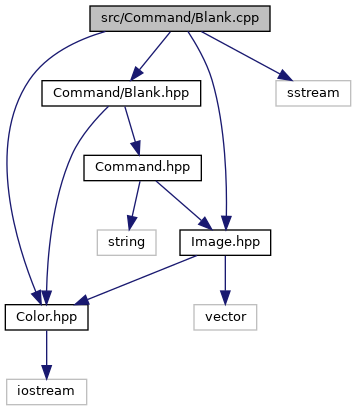 src/Command/Blank.cpp
Command/Blank.hpp
sstream
Command.hpp
string
Image.hpp
Color.hpp
vector
iostream